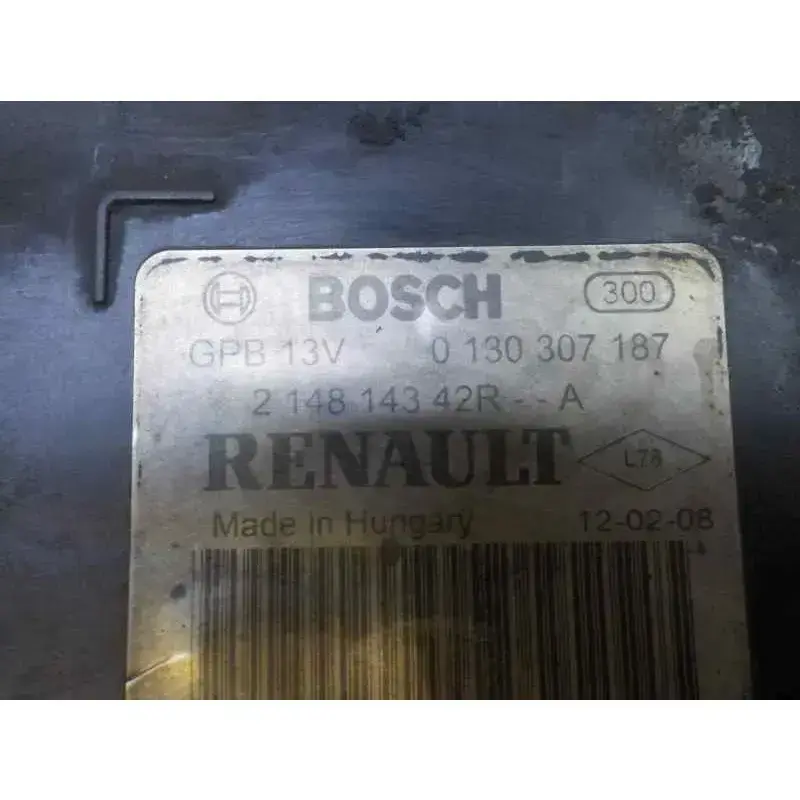 BOSCH 300
GPB 13V 0 130 307 187
2 148 143 42R--A
RENAULT L78
Made in Hungary 12-02-08